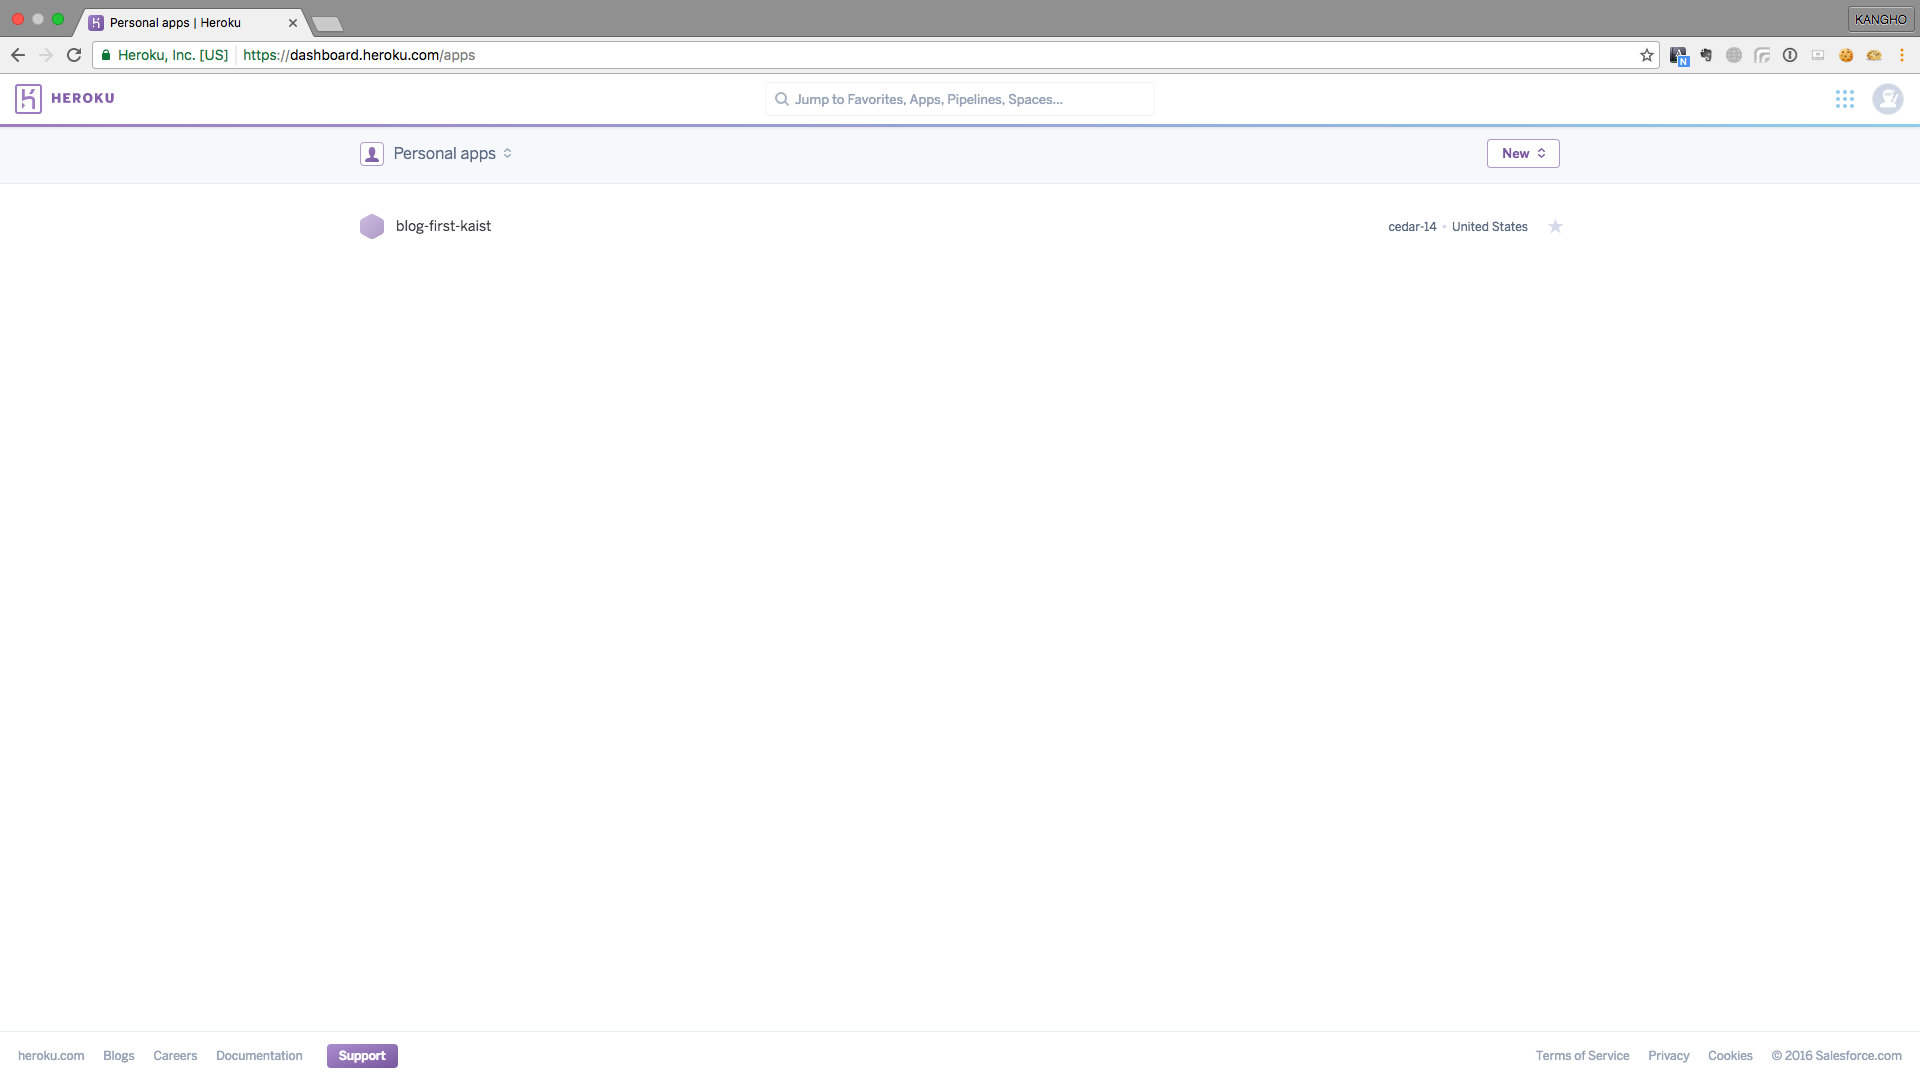 Personal apps | Heroku
KANGHO
Heroku, Inc. [US] https://dashboard.heroku.com/apps
N
HEROKU
Jump to Favorites, Apps, Pipelines, Spaces...
Personal apps
New
blog-first-kaist
cedar-14 • United States
heroku.com Blogs Careers Documentation Support
Terms of Service Privacy Cookies © 2016 Salesforce.com